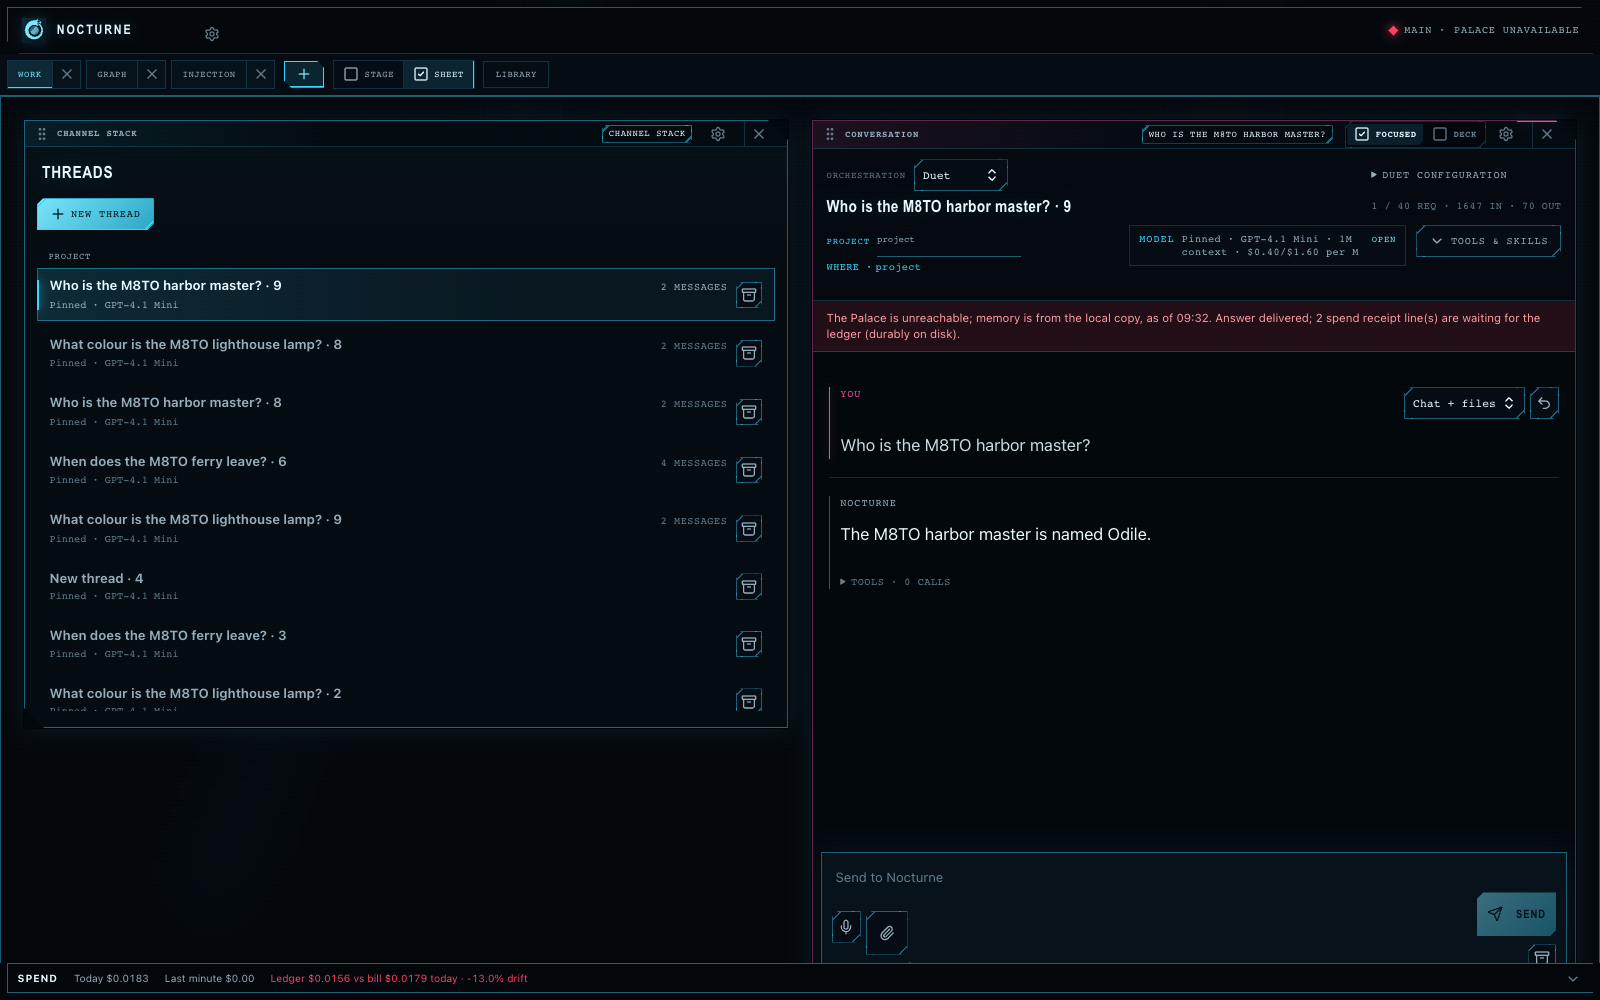 NOCTURNE
MAIN · PALACE UNAVAILABLE
WORK
GRAPH
INJECTION
STAGE
SHEET
LIBRARY
CHANNEL STACK
CHANNEL STACK
THREADS
NEW THREAD
PROJECT
Who is the M8TO harbor master? · 9
2 MESSAGES
Pinned · GPT-4.1 Mini
What colour is the M8TO lighthouse lamp? · 8
2 MESSAGES
Pinned · GPT-4.1 Mini
Who is the M8TO harbor master? · 8
2 MESSAGES
Pinned · GPT-4.1 Mini
When does the M8TO ferry leave? · 6
4 MESSAGES
Pinned · GPT-4.1 Mini
What colour is the M8TO lighthouse lamp? · 9
2 MESSAGES
Pinned · GPT-4.1 Mini
New thread · 4
Pinned · GPT-4.1 Mini
When does the M8TO ferry leave? · 3
Pinned · GPT-4.1 Mini
What colour is the M8TO lighthouse lamp? · 2
Pinned · GPT-4.1 Mini
CONVERSATION
WHO IS THE M8TO HARBOR MASTER?
FOCUSED
DECK
ORCHESTRATION
Duet
DUET CONFIGURATION
Who is the M8TO harbor master? · 9
1 / 40 REQ · 1647 IN · 70 OUT
PROJECT project
MODEL Pinned · GPT-4.1 Mini · 1M
context · $0.40/$1.60 per M
OPEN
TOOLS & SKILLS
WHERE · project
The Palace is unreachable; memory is from the local copy, as of 09:32. Answer delivered; 2 spend receipt line(s) are waiting for the
ledger (durably on disk).
YOU
Chat + files
Who is the M8TO harbor master?
NOCTURNE
The M8TO harbor master is named Odile.
TOOLS · 0 CALLS
Send to Nocturne
SEND
SPEND
Today $0.0183
Last minute $0.00
Ledger $0.0156 vs bill $0.0179 today · -13.0% drift